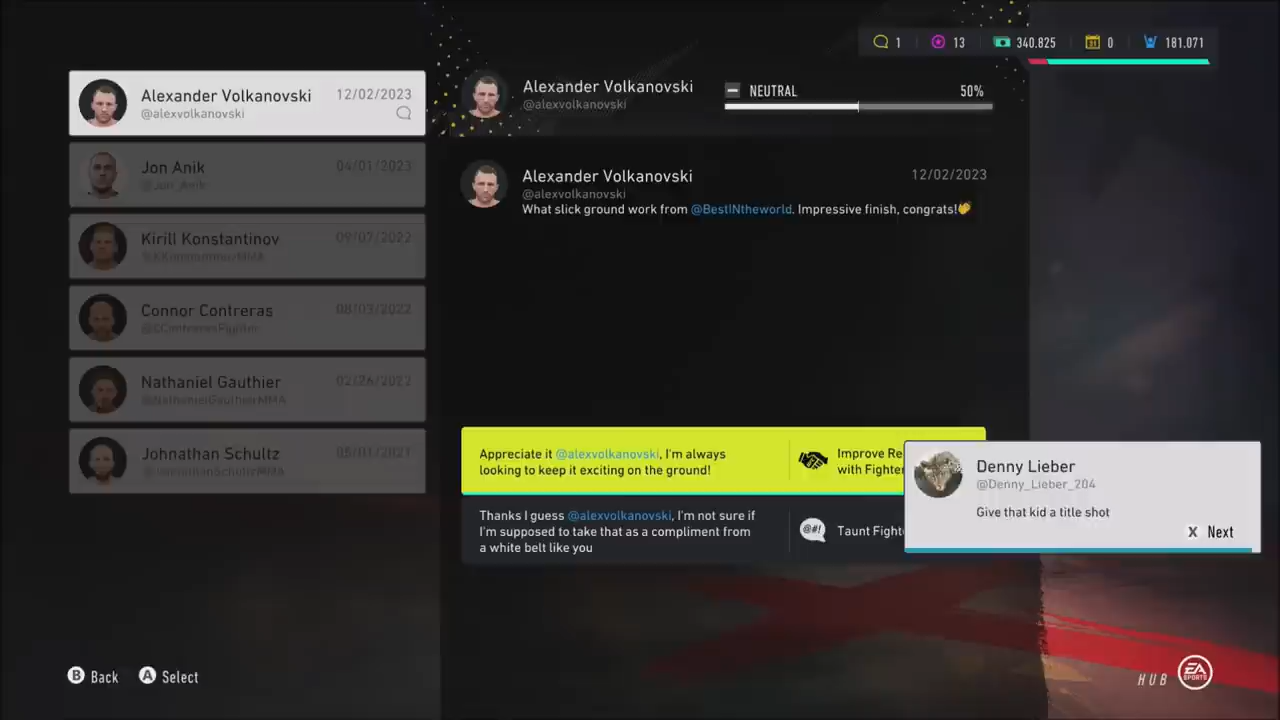 1
13
340.825
0
181.071
Alexander Volkanovski
12/02/2023
@alexvolkanovski
Jon Anik
04/01/2023
@Jon_Anik
Kirill Konstantinov
09/07/2022
@KKonstantinovMMA
Connor Contreras
08/03/2022
@CContrerasFighter
Nathaniel Gauthier
02/26/2022
@NathanielGauthierMMA
Johnathan Schultz
05/01/2021
@JohnathanSchultzMMA
Alexander Volkanovski
@alexvolkanovski
NEUTRAL
50%
Alexander Volkanovski
12/02/2023
@alexvolkanovski
What slick ground work from @BestINtheworld. Impressive finish, congrats!
Appreciate it @alexvolkanovski, I'm always
looking to keep it exciting on the ground!
Improve Re
with Fighter
Thanks I guess @alexvolkanovski, I'm not sure if
I'm supposed to take that as a compliment from
a white belt like you
@#!
Taunt Fight
Denny Lieber
@Denny_Lieber_204
Give that kid a title shot
X Next
B Back
A Select
HUB
EA
SPORTS